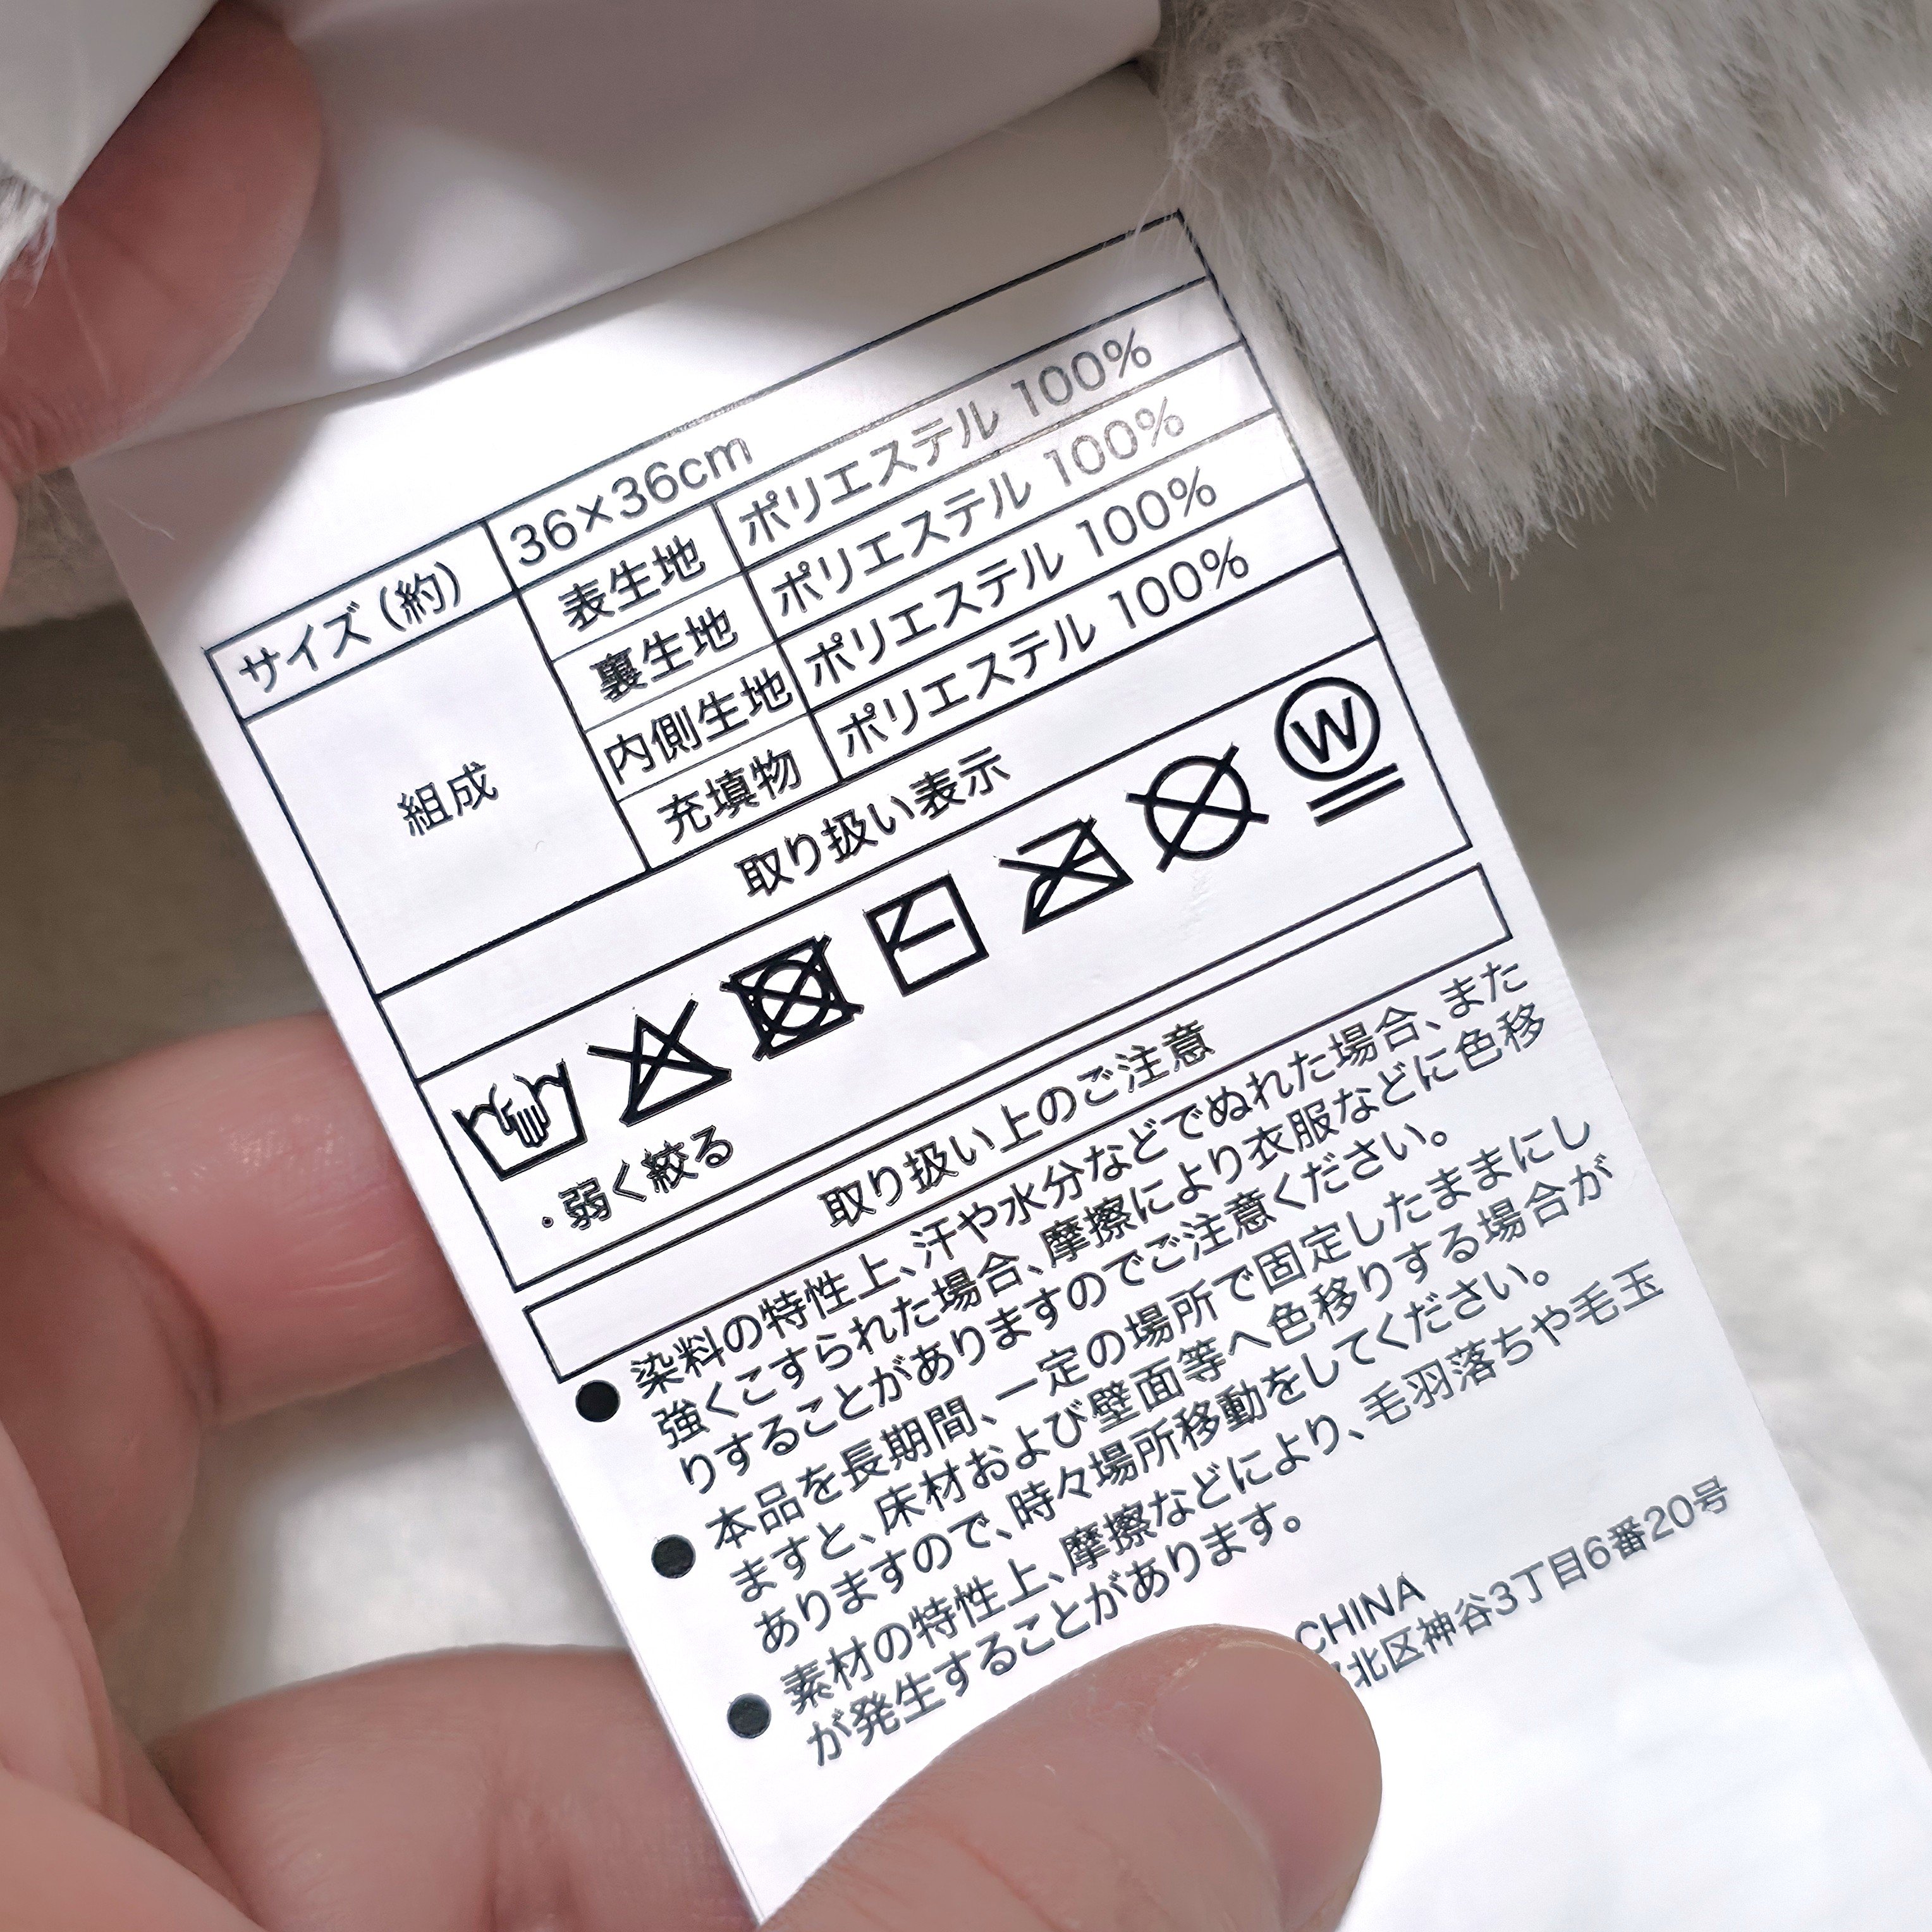 サイズ(約) 36×36cm
組成
表生地 ポリエステル 100%
裏生地 ポリエステル 100%
内側生地 ポリエステル 100%
充填物 ポリエステル 100%
取り扱い表示
W
・弱く絞る
取り扱い上のご注意
●染料の特性上、汗や水分などでぬれた場合、また
強くこすられた場合、摩擦により衣服などに色移
りすることがありますのでご注意ください。
●本品を長期間、一定の場所で固定したままにし
ますと、床材および壁面等へ色移りする場合が
ありますので、時々場所移動をしてください。
●素材の特性上、摩擦などにより、毛羽落ちや毛玉
が発生することがあります。
CHINA
北区神谷3丁目6番20号